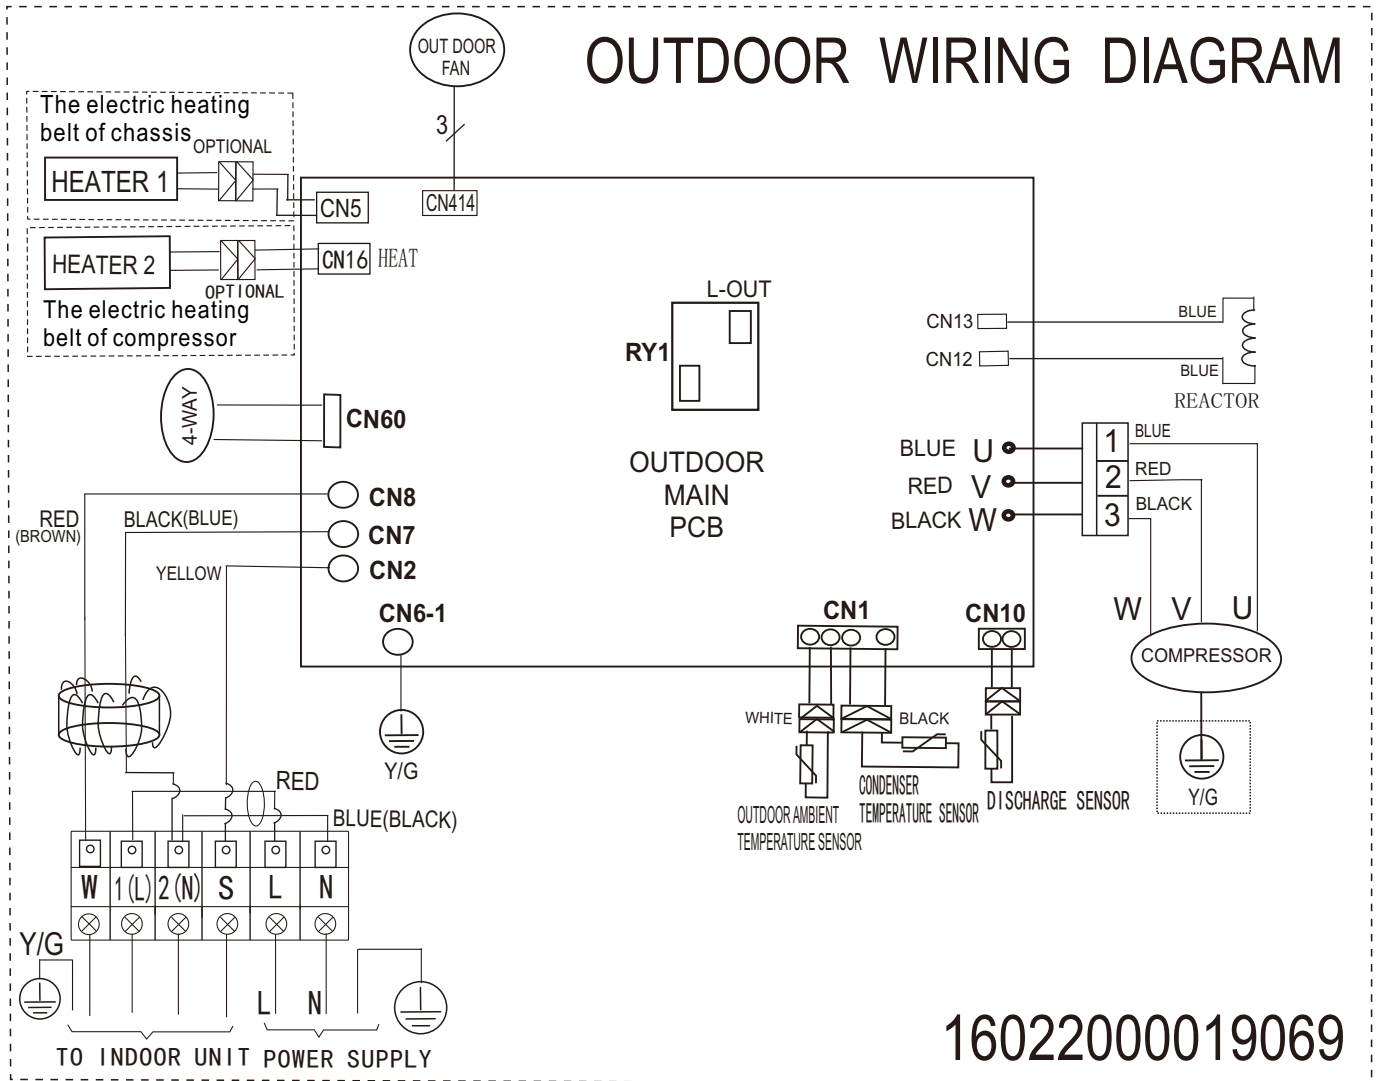 OUTDOOR WIRING DIAGRAM
OUT DOOR
FAN
3
The electric heating
belt of chassis
OPTIONAL
HEATER 1
CN5
CN414
HEATER 2
CN16 HEAT
OPTIONAL
The electric heating
belt of compressor
L-OUT
RY1
CN13
BLUE
CN12
BLUE
REACTOR
4-WAY
CN60
OUTDOOR
MAIN
PCB
BLUE U
RED V
BLACK W
1
BLUE
2
RED
3
BLACK
RED
(BROWN)
CN8
BLACK(BLUE)
CN7
YELLOW
CN2
CN6-1
CN1
CN10
W V U
COMPRESSOR
Y/G
Y/G
WHITE
BLACK
OUTDOOR AMBIENT
TEMPERATURE SENSOR
CONDENSER
TEMPERATURE SENSOR
DISCHARGE SENSOR
RED
BLUE(BLACK)
W 1(L) 2(N) S L N
Y/G
L N
TO INDOOR UNIT POWER SUPPLY
16022000019069